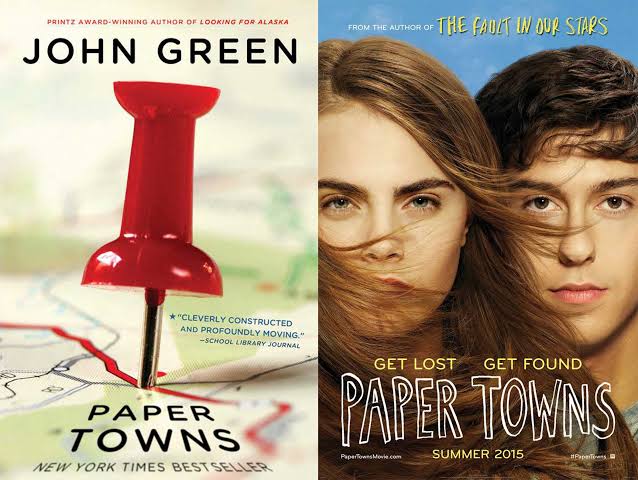 PRINTZ AWARD-WINNING AUTHOR OF LOOKING FOR ALASKA
JOHN GREEN
★"CLEVERLY CONSTRUCTED
AND PROFOUNDLY MOVING."
—SCHOOL LIBRARY JOURNAL
PAPER
TOWNS
NEW YORK TIMES BESTSELLER
FROM THE AUTHOR OF THE FAULT IN OUR STARS
GET LOST GET FOUND
PAPER TOWNS
PaperTownsMovie.com SUMMER 2015 #PaperTowns